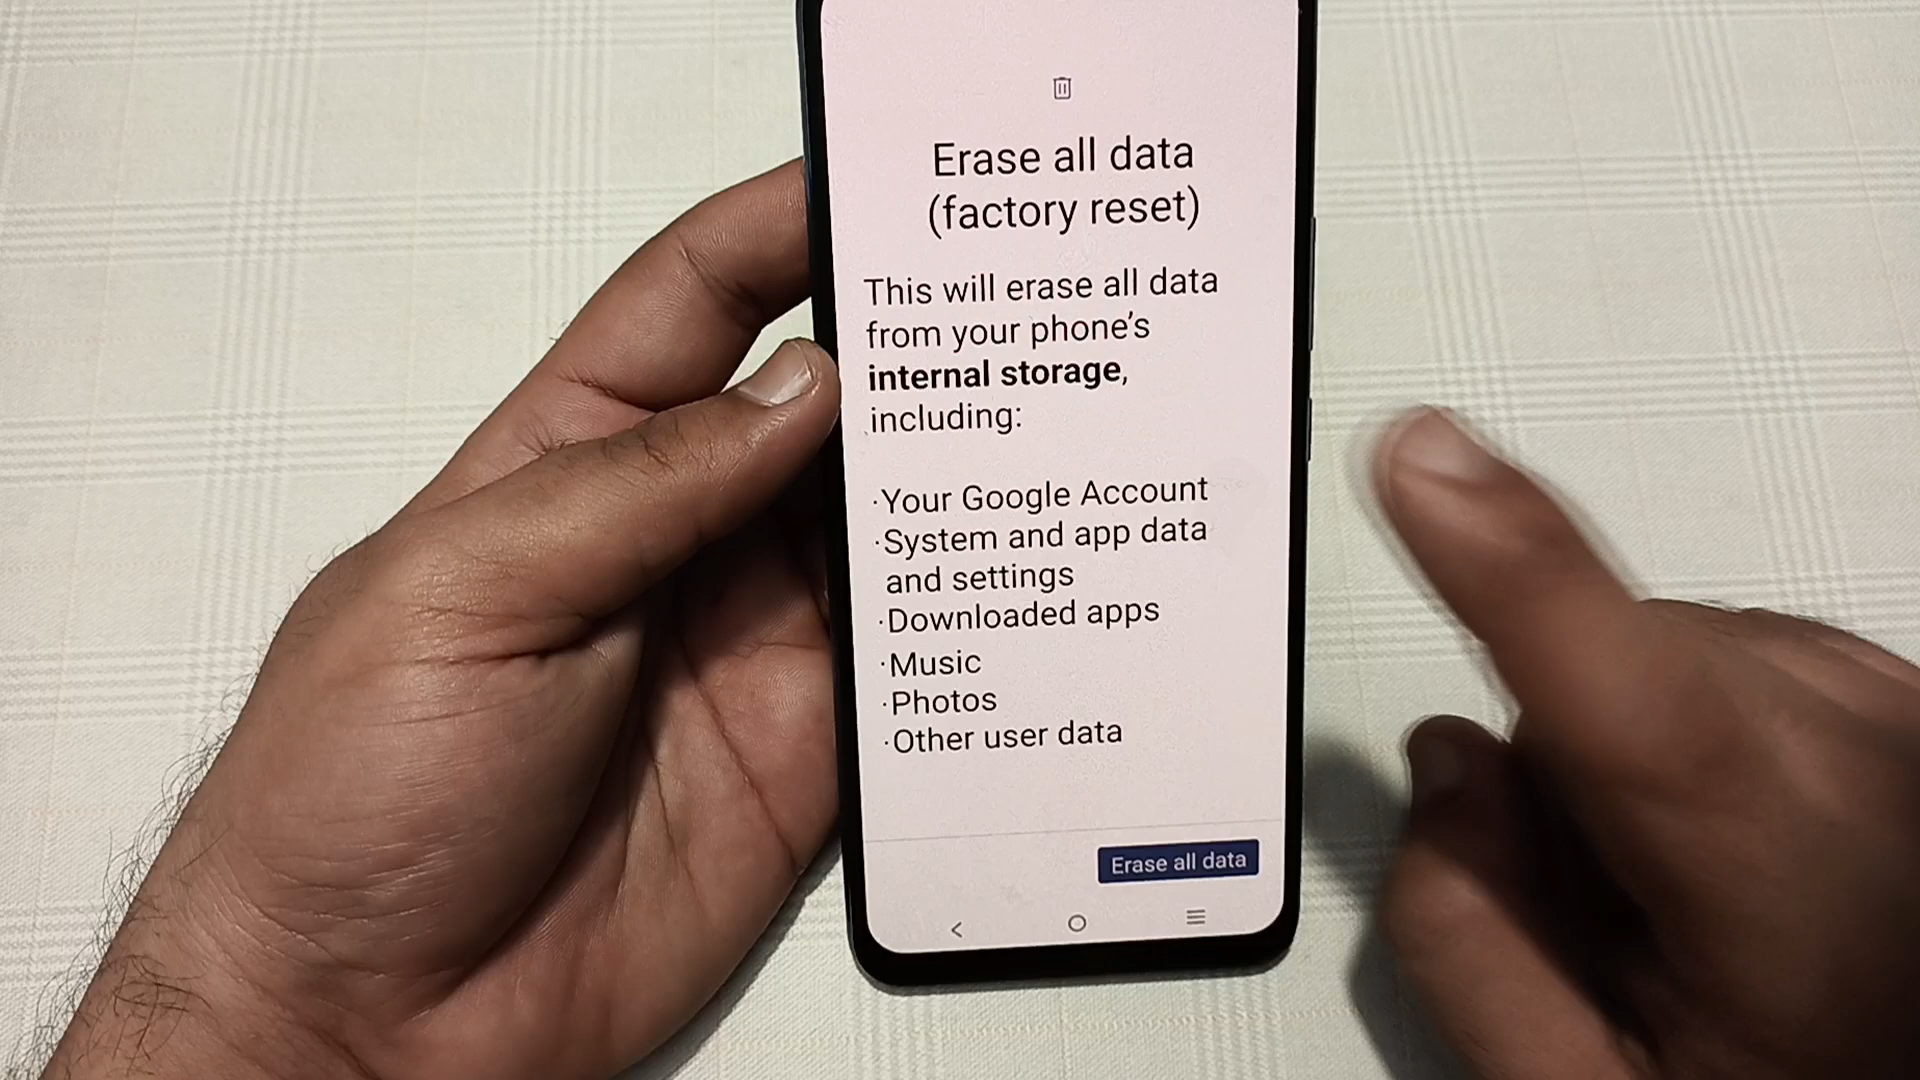 Erase all data
(factory reset)
This will erase all data
from your phone's
internal storage,
including:
·Your Google Account
·System and app data
and settings
·Downloaded apps
·Music
·Photos
·Other user data
Erase all data